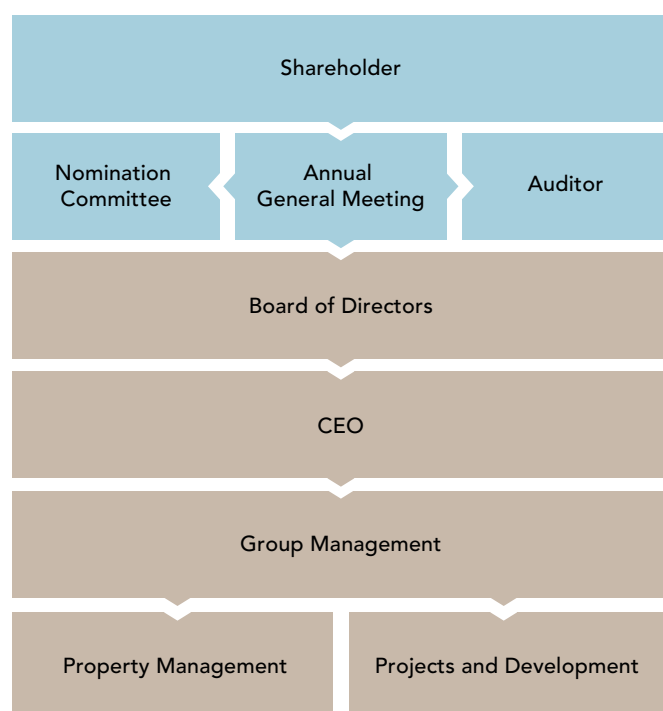 Shareholder
Nomination
Committee
Annual
General Meeting
Auditor
Board of Directors
CEO
Group Management
Property Management
Projects and Development